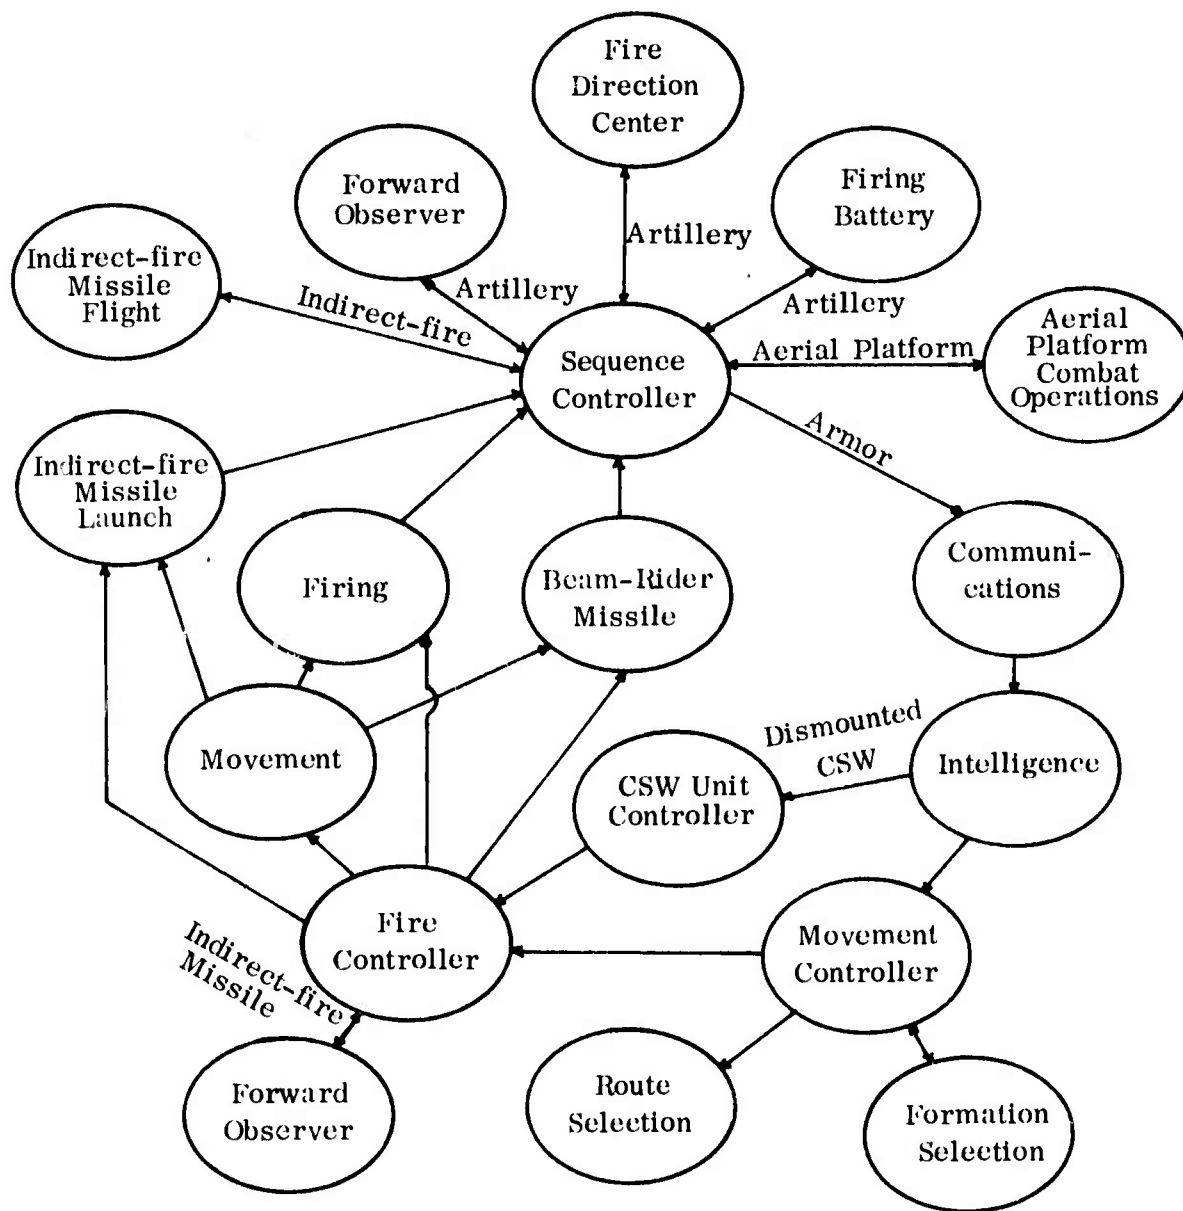 Fire
Direction
Center
Forward
Observer
Firing
Battery
Indirect-fire
Missile
Flight
Artillery
Artillery
Artillery
Indirect-fire
Sequence
Controller
Aerial Platform
Aerial
Platform
Combat
Operations
Armor
Indirect-fire
Missile
Launch
Firing
Beam-Rider
Missile
Communi-
cations
Movement
Dismounted
CSW
CSW Unit
Controller
Intelligence
Fire
Controller
Movement
Controller
Indirect-fire
Missile
Forward
Observer
Route
Selection
Formation
Selection